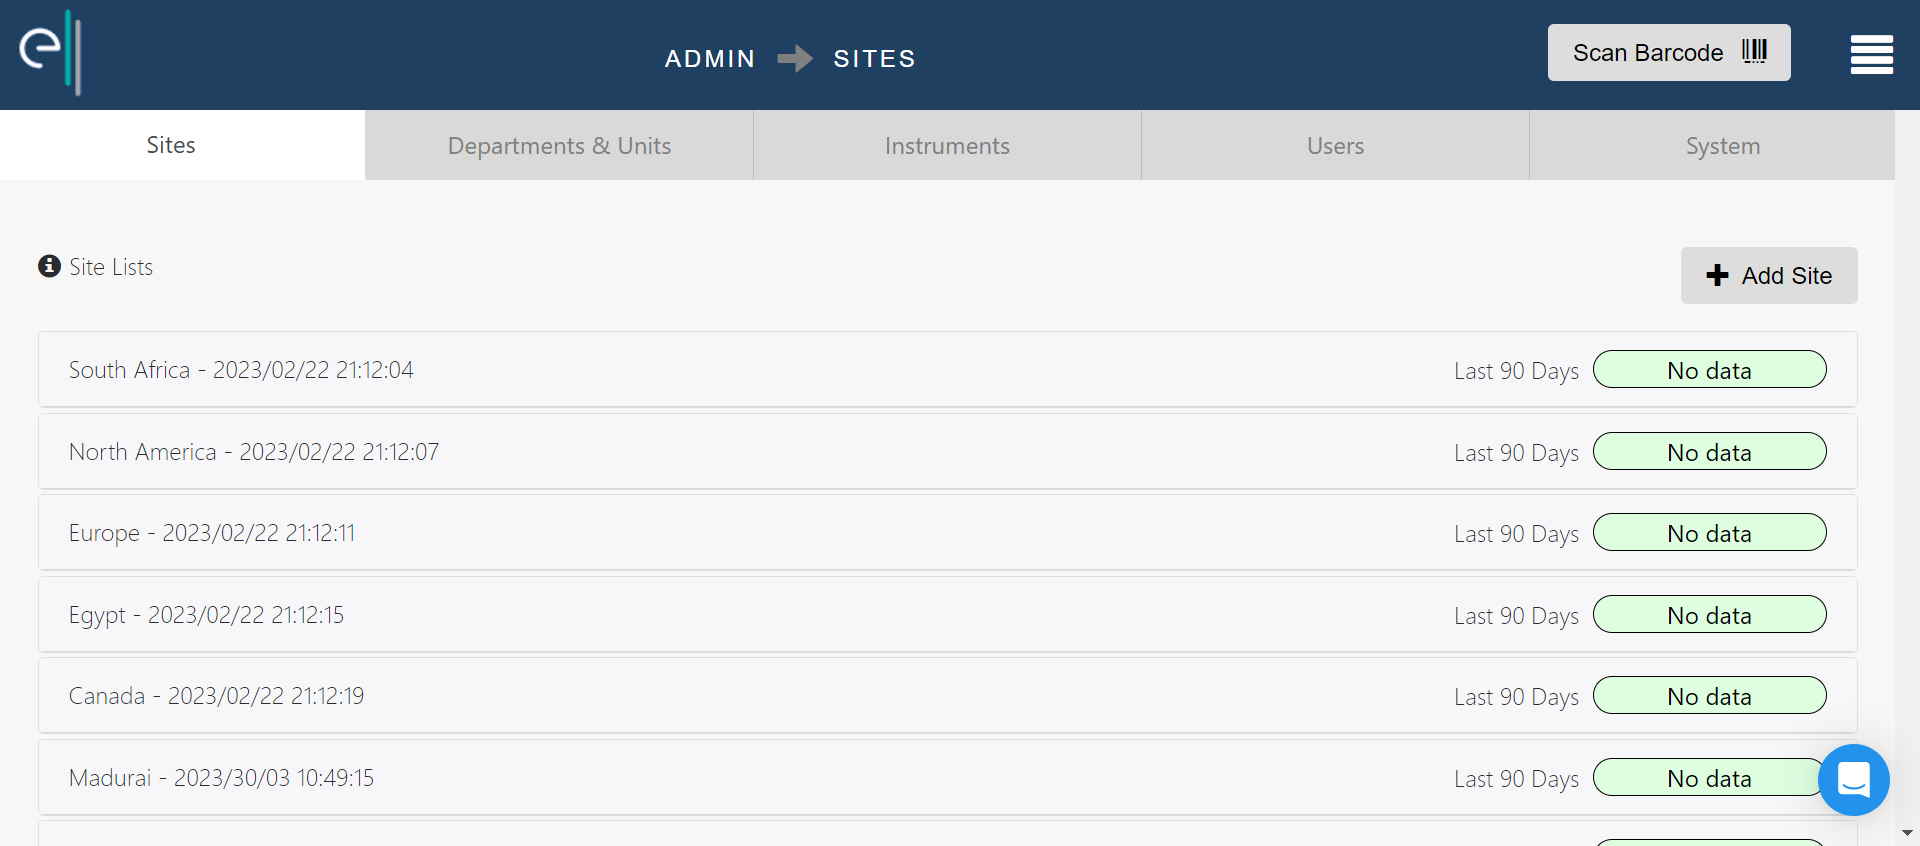 ell
ADMIN SITES
Scan Barcode
Sites
Departments & Units
Instruments
Users
System
Site Lists
Add Site
South Africa - 2023/02/22 21:12:04
Last 90 Days
No data
North America - 2023/02/22 21:12:07
Last 90 Days
No data
Europe - 2023/02/22 21:12:11
Last 90 Days
No data
Egypt - 2023/02/22 21:12:15
Last 90 Days
No data
Canada - 2023/02/22 21:12:19
Last 90 Days
No data
Madurai - 2023/30/03 10:49:15
Last 90 Days
No data